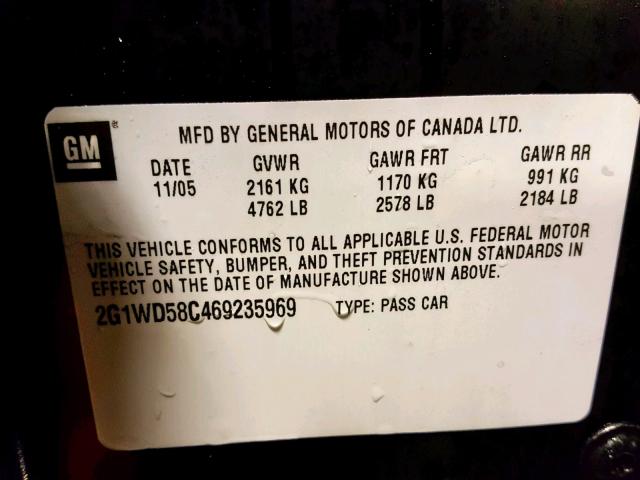 GM ®
MFD BY GENERAL MOTORS OF CANADA LTD.
DATE GVWR GAWR FRT GAWR RR
11/05 2161 KG 1170 KG 991 KG
4762 LB 2578 LB 2184 LB
THIS VEHICLE CONFORMS TO ALL APPLICABLE U.S. FEDERAL MOTOR
VEHICLE SAFETY, BUMPER, AND THEFT PREVENTION STANDARDS IN
EFFECT ON THE DATE OF MANUFACTURE SHOWN ABOVE.
2G1WD58C469235969 TYPE: PASS CAR